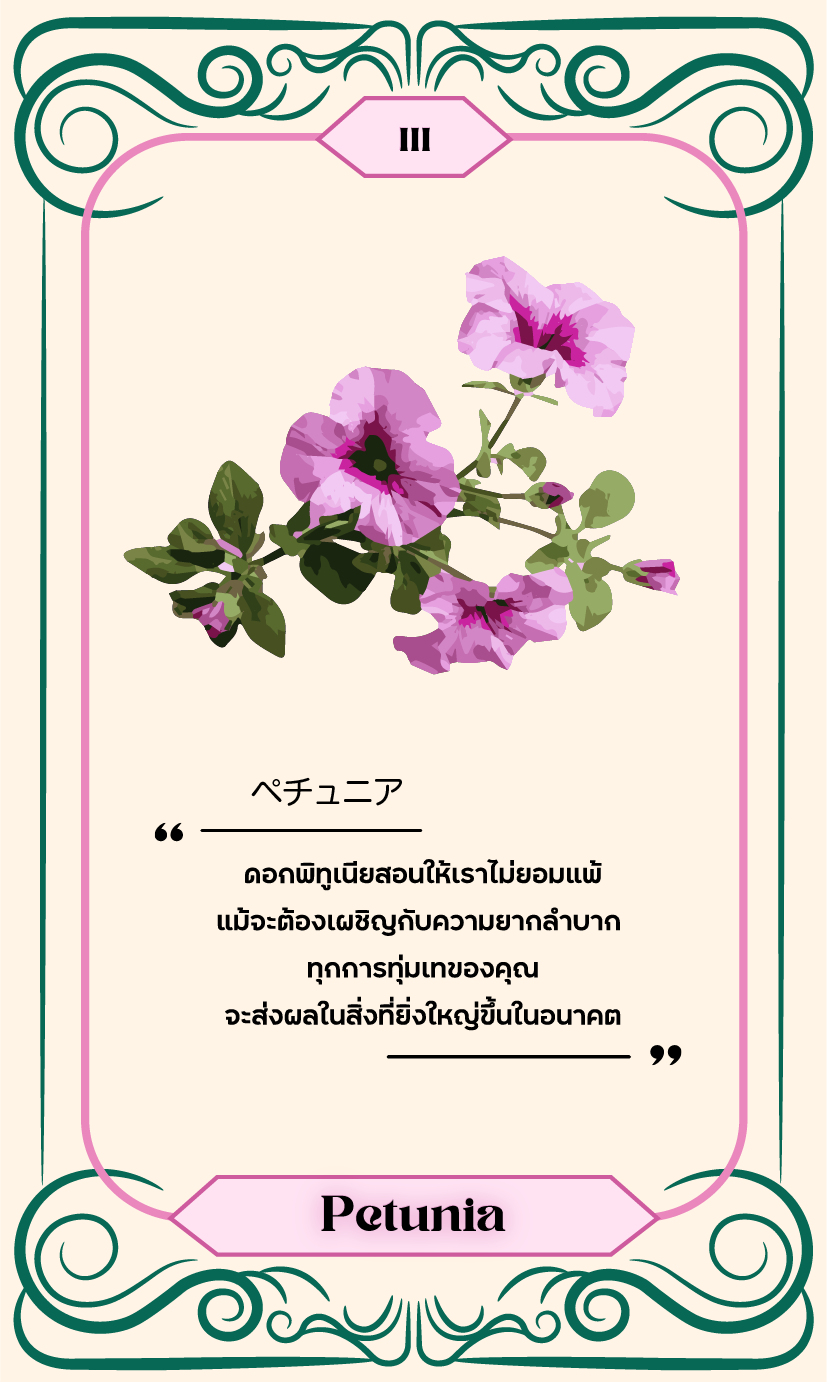 III
ペチュニア
“
ดอกพิทูเนียสอนให้เราไม่ยอมแพ้
แม้จะต้องเผชิญกับความยากลำบาก
ทุกการทุ่มเทของคุณ
จะส่งผลในสิ่งที่ยิ่งใหญ่ขึ้นในอนาคต
”
Petunia